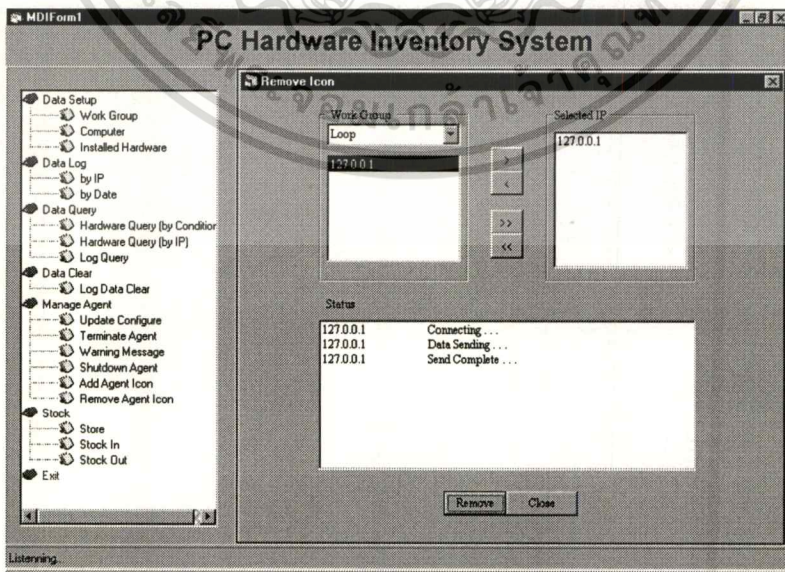 MDIForm1
PC Hardware Inventory System
Data Setup
Work Group
Computer
Installed Hardware
Data Log
by IP
by Date
Data Query
Hardware Query (by Condition
Hardware Query (by IP)
Log Query
Data Clear
Log Data Clear
Manage Agent
Update Configure
Terminate Agent
Warning Message
Shutdown Agent
Add Agent Icon
Remove Agent Icon
Stock
Store
Stock In
Stock Out
Exit
Remove Icon
Work Group
Loop
127.0.0.1
>
<
>>
<<
Selected IP
127.0.0.1
Status
127.0.0.1 Connecting . . .
127.0.0.1 Data Sending . . .
127.0.0.1 Send Complete . . .
Remove Close
Listenning..